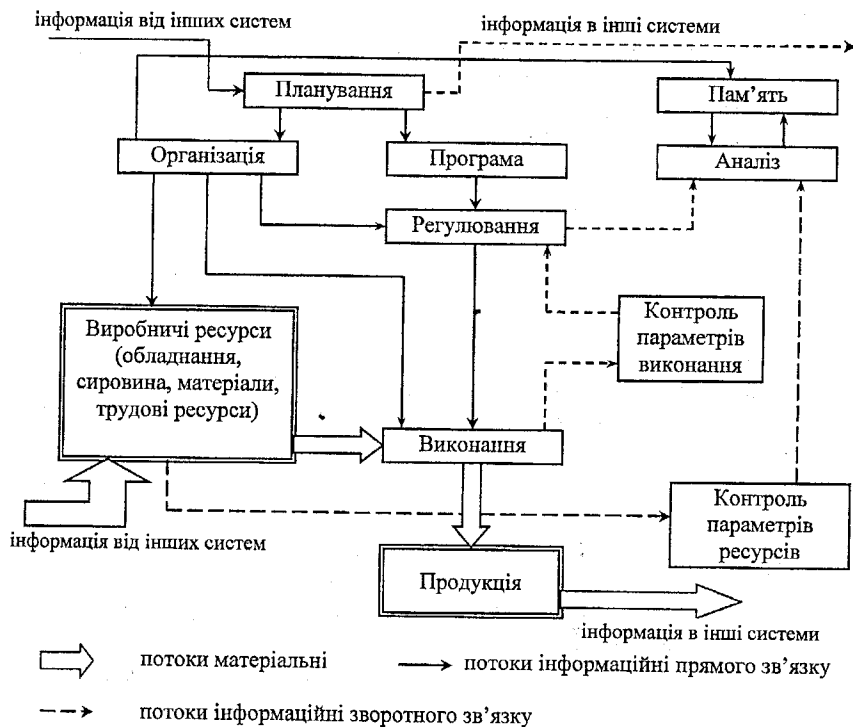 інформація від інших систем
інформація в інші системи
Планування
Пам’ять
Організація
Програма
Аналіз
Регулювання
Виробничі ресурси
(обладнання,
сировина, матеріали,
трудові ресурси)
Контроль
параметрів
виконання
Виконання
Контроль
параметрів
ресурсів
інформація від інших систем
Продукція
інформація в інші системи
потоки матеріальні
потоки інформаційні прямого зв’язку
потоки інформаційні зворотного зв’язку